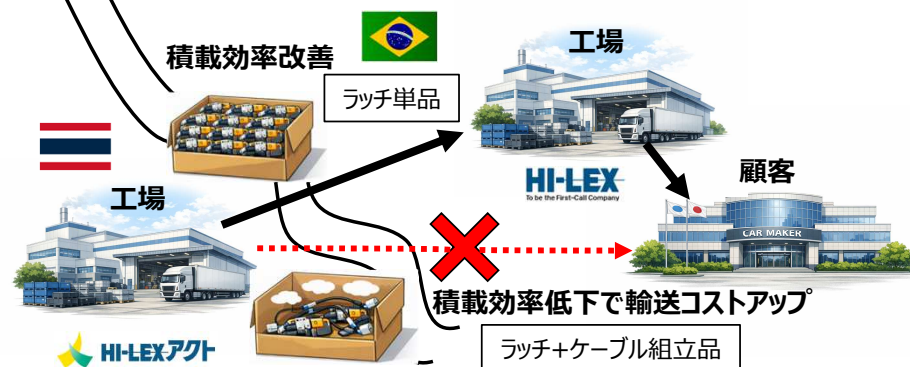 積載効率改善
ラッチ単品
工場
HI-LEX
To be the First-Call Company
顧客
CAR MAKER
工場
積載効率低下で輸送コストアップ
ラッチ+ケーブル組立品
HI-LEXアクト